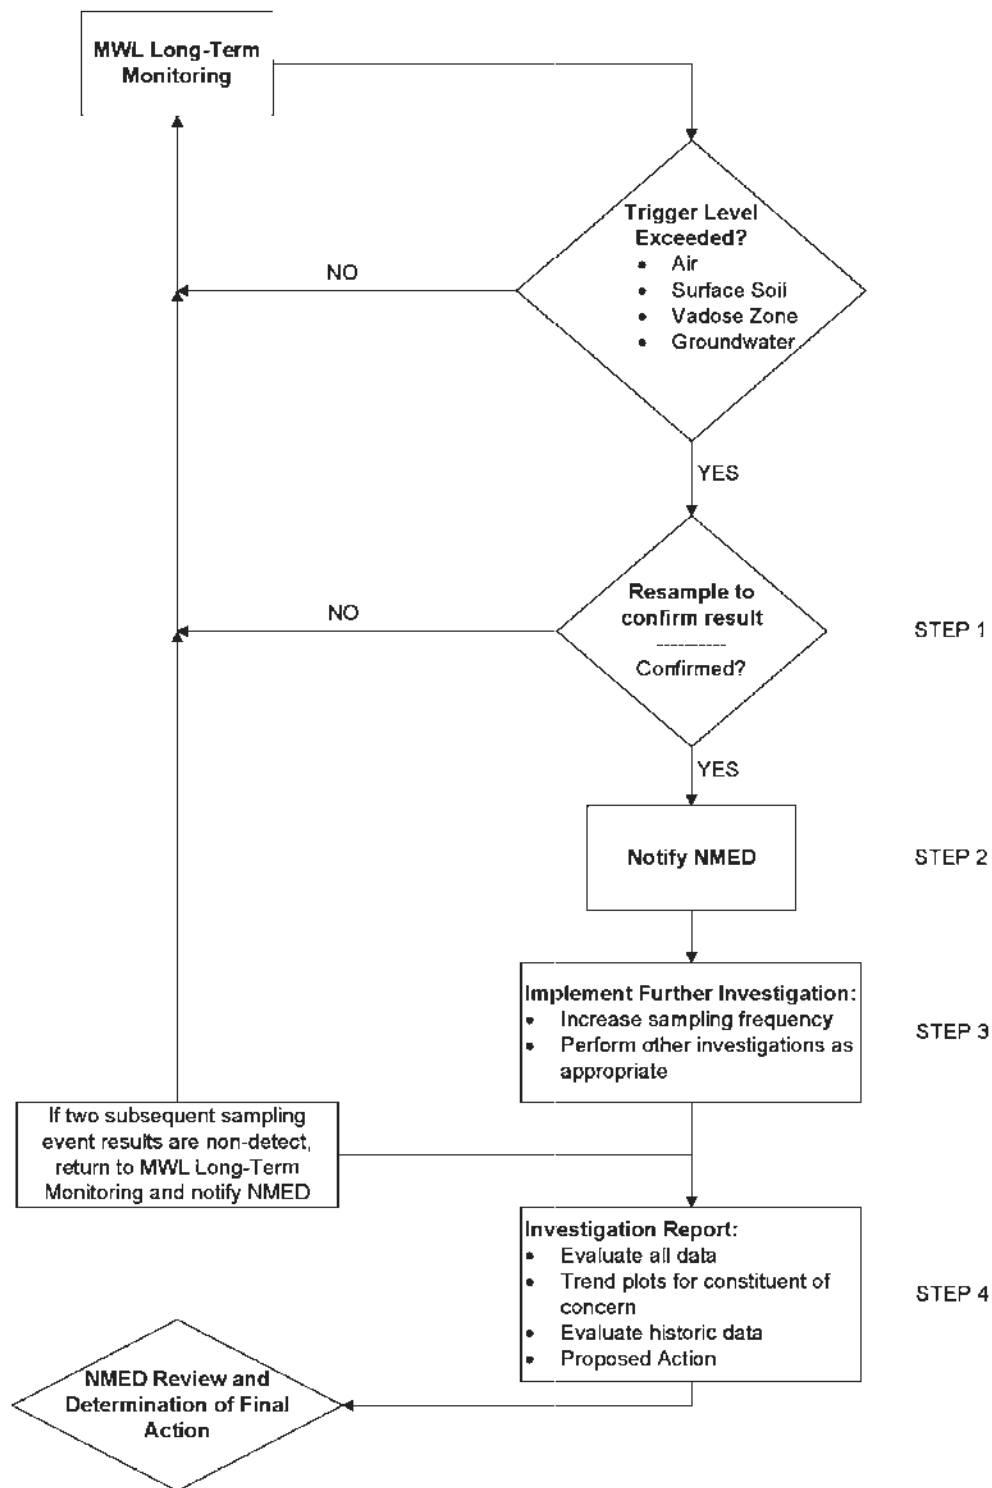 MWL Long-Term
Monitoring
Trigger Level
Exceeded?
• Air
• Surface Soil
• Vadose Zone
• Groundwater
NO
YES
Resample to
confirm result
-----------
Confirmed?
STEP 1
NO
YES
Notify NMED
STEP 2
Implement Further Investigation:
• Increase sampling frequency
• Perform other investigations as
appropriate
STEP 3
If two subsequent sampling
event results are non-detect,
return to MWL Long-Term
Monitoring and notify NMED
Investigation Report:
• Evaluate all data
• Trend plots for constituent of
concern
• Evaluate historic data
• Proposed Action
STEP 4
NMED Review and
Determination of Final
Action